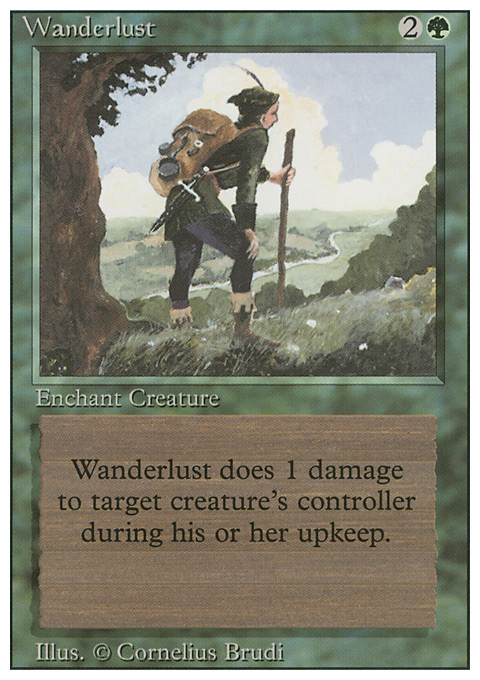 Wanderlust 2
Enchant Creature
Wanderlust does 1 damage
to target creature's controller
during his or her upkeep.
Illus. © Cornelius Brudi